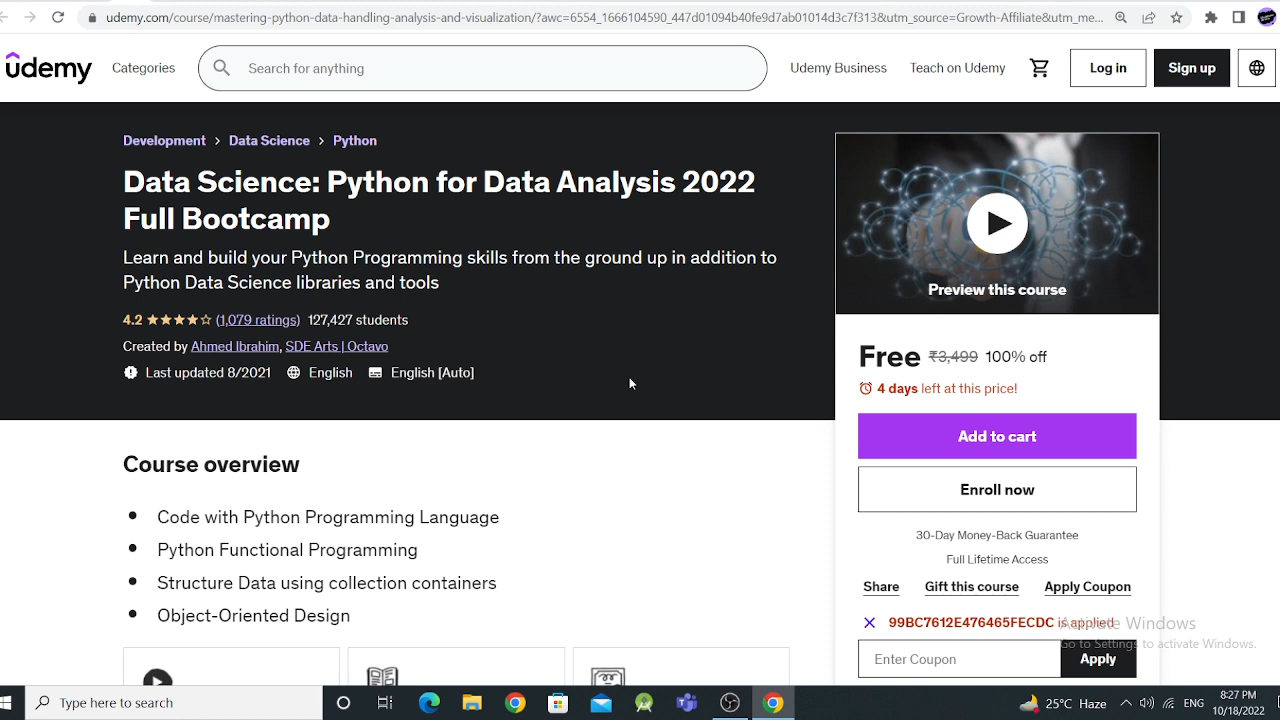 udemy.com/course/mastering-python-data-handling-analysis-and-visualization/?awc=6554_1666104590_447d01094b40fe9d7ab01014d3c7f313&utm_source=Growth-Affiliate&utm_me...
ûdemy Categories Search for anything Udemy Business Teach on Udemy Log in Sign up
Development > Data Science > Python
Data Science: Python for Data Analysis 2022
Full Bootcamp
Learn and build your Python Programming skills from the ground up in addition to
Python Data Science libraries and tools
4.2 ★★★★☆ (1,079 ratings) 127,427 students
Created by Ahmed Ibrahim, SDE Arts | Octavo
Last updated 8/2021 English English [Auto]
Preview this course
Free ₹3,499 100% off
4 days left at this price!
Add to cart
Enroll now
30-Day Money-Back Guarantee
Full Lifetime Access
Share Gift this course Apply Coupon
99BC7612E476465FECDC is applied
Enter Coupon Apply
Course overview
• Code with Python Programming Language
• Python Functional Programming
• Structure Data using collection containers
• Object-Oriented Design
Activate Windows
Go to Settings to activate Windows.
Type here to search
25°C Haze ENG 8:27 PM
10/18/2022